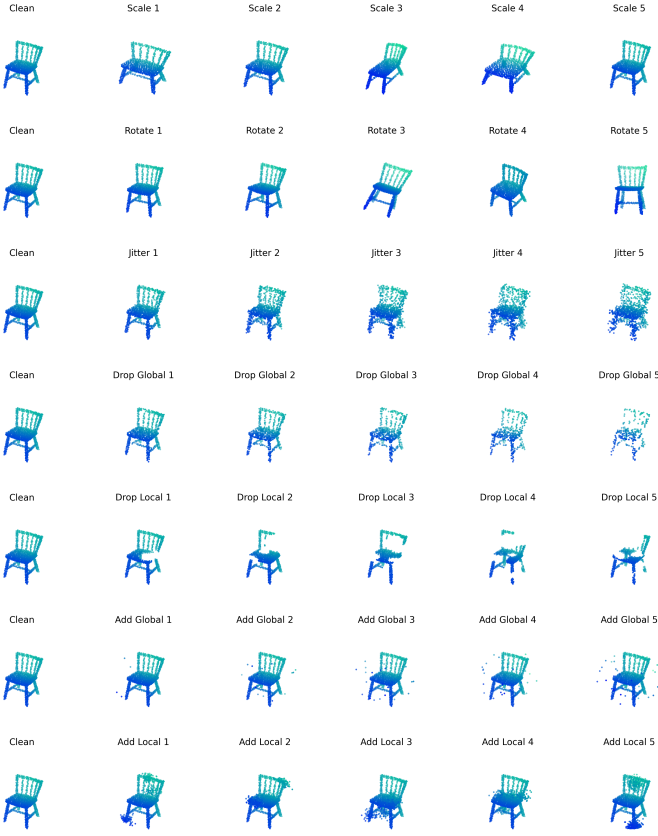 Clean Scale 1 Scale 2 Scale 3 Scale 4 Scale 5
Clean Rotate 1 Rotate 2 Rotate 3 Rotate 4 Rotate 5
Clean Jitter 1 Jitter 2 Jitter 3 Jitter 4 Jitter 5
Clean Drop Global 1 Drop Global 2 Drop Global 3 Drop Global 4 Drop Global 5
Clean Drop Local 1 Drop Local 2 Drop Local 3 Drop Local 4 Drop Local 5
Clean Add Global 1 Add Global 2 Add Global 3 Add Global 4 Add Global 5
Clean Add Local 1 Add Local 2 Add Local 3 Add Local 4 Add Local 5